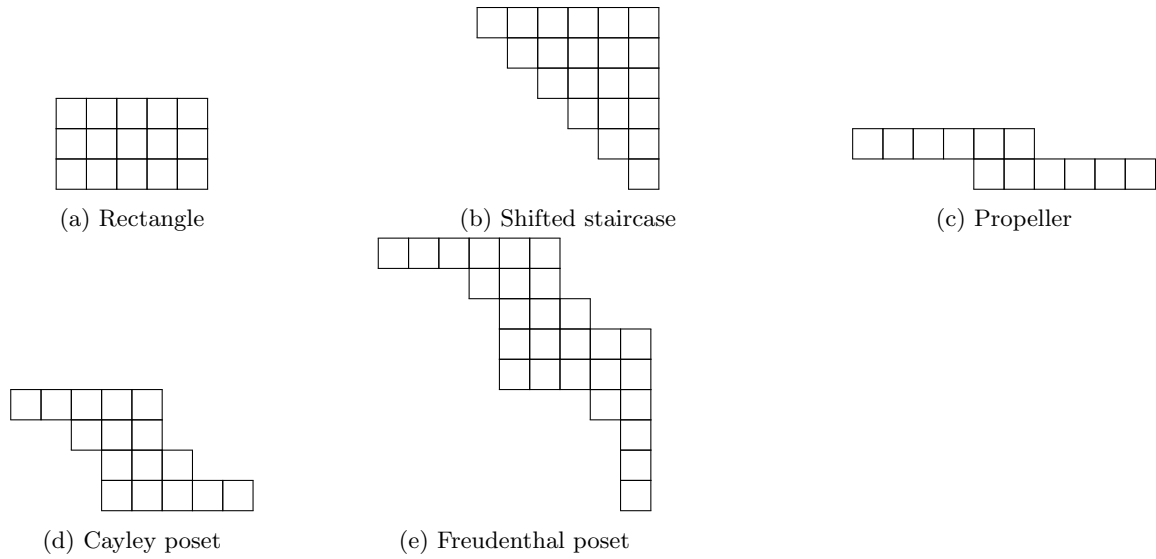 (a) Rectangle
(b) Shifted staircase
(c) Propeller
(d) Cayley poset
(e) Freudenthal poset